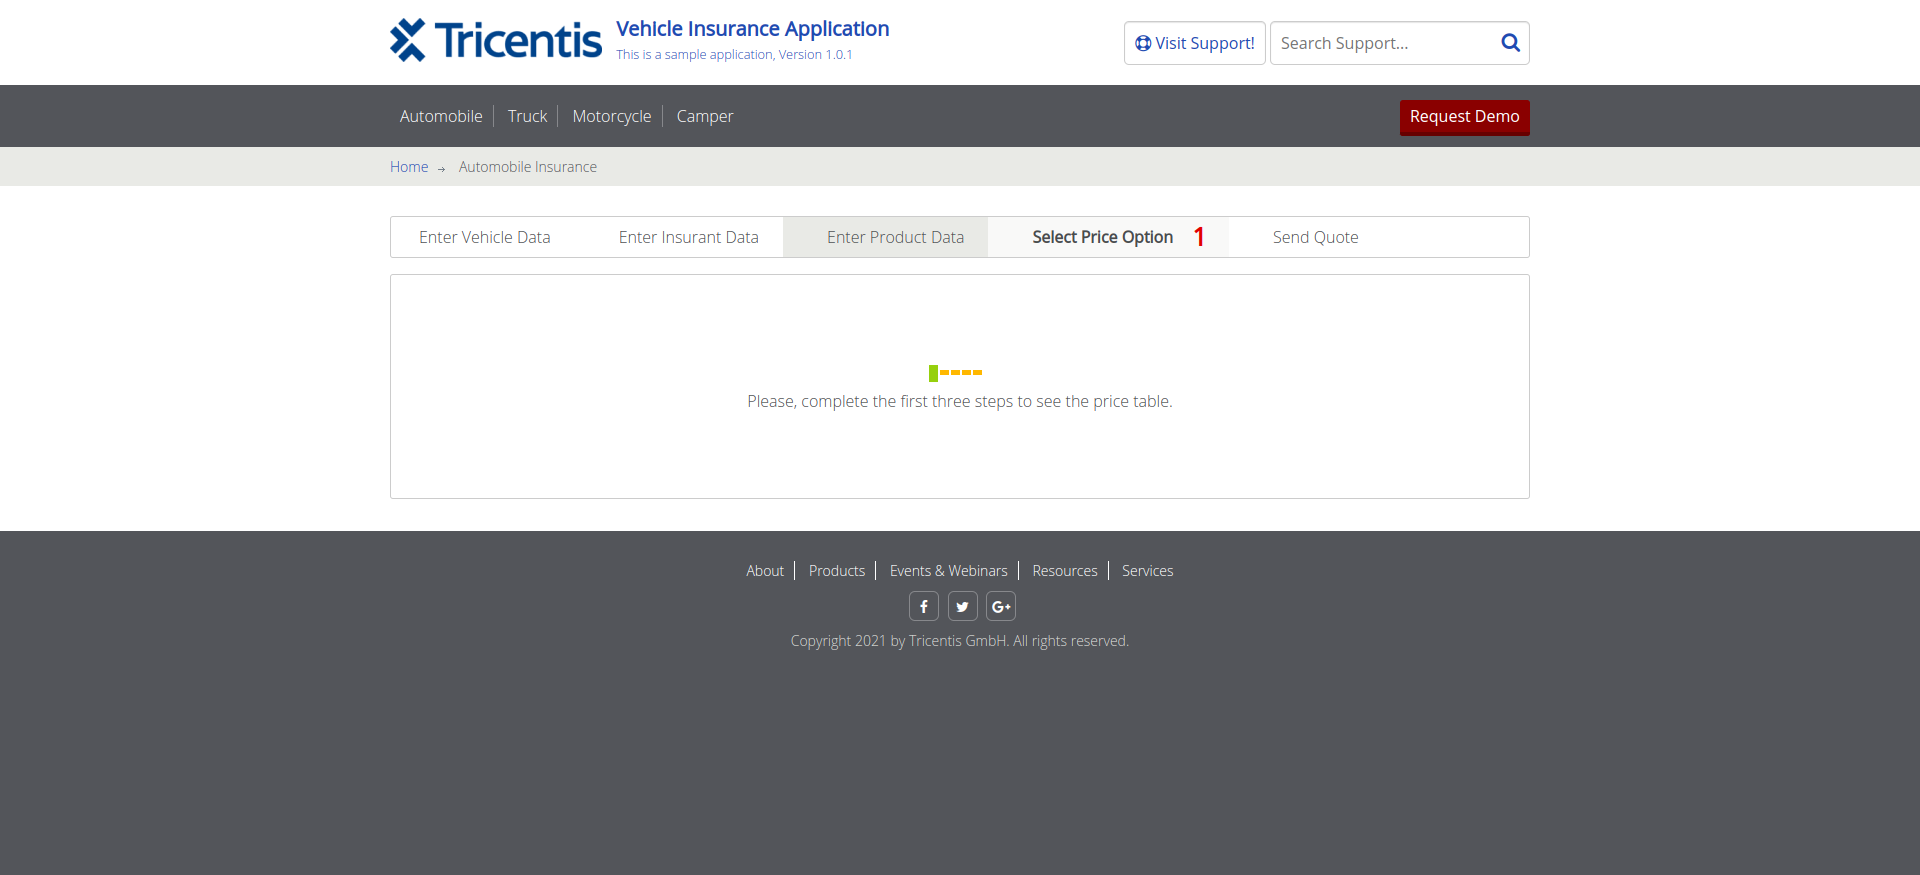 Tricentis
Vehicle Insurance Application
This is a sample application, Version 1.0.1
Visit Support!
Search Support...
Automobile
Truck
Motorcycle
Camper
Request Demo
Home
Automobile Insurance
Enter Vehicle Data
Enter Insurant Data
Enter Product Data
Select Price Option 1
Send Quote
Please, complete the first three steps to see the price table.
About
Products
Events & Webinars
Resources
Services
Copyright 2021 by Tricentis GmbH. All rights reserved.